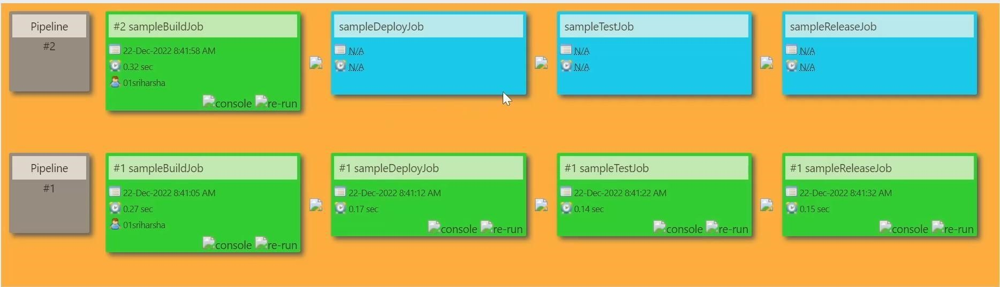 Pipeline
#2
#2 sampleBuildJob
22-Dec-2022 8:41:58 AM
0.32 sec
01sriharsha
console re-run
sampleDeployJob
N/A
N/A
sampleTestJob
N/A
N/A
sampleReleaseJob
N/A
N/A
Pipeline
#1
#1 sampleBuildJob
22-Dec-2022 8:41:05 AM
0.27 sec
01sriharsha
console re-run
#1 sampleDeployJob
22-Dec-2022 8:41:12 AM
0.17 sec
console re-run
#1 sampleTestJob
22-Dec-2022 8:41:22 AM
0.14 sec
console re-run
#1 sampleReleaseJob
22-Dec-2022 8:41:32 AM
0.15 sec
console re-run